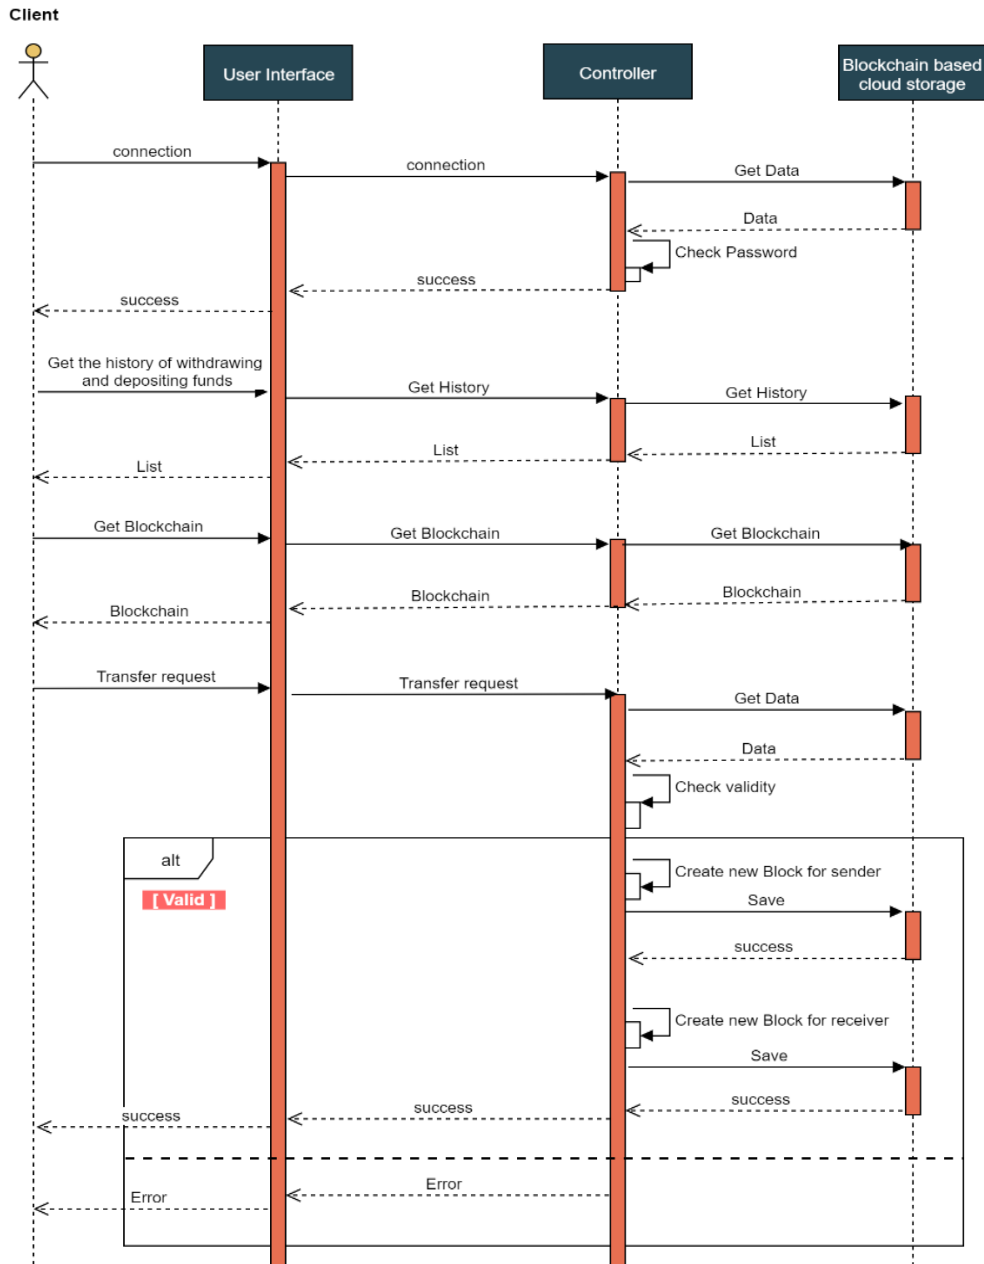 Client
User Interface
Controller
Blockchain based
cloud storage
connection
connection
Get Data
Data
Check Password
success
success
Get the history of withdrawing
and depositing funds
Get History
Get History
List
List
List
Get Blockchain
Get Blockchain
Get Blockchain
Blockchain
Blockchain
Blockchain
Transfer request
Transfer request
Get Data
Data
Check validity
alt
[ Valid ]
Create new Block for sender
Save
success
Create new Block for receiver
Save
success
success
success
Error
Error